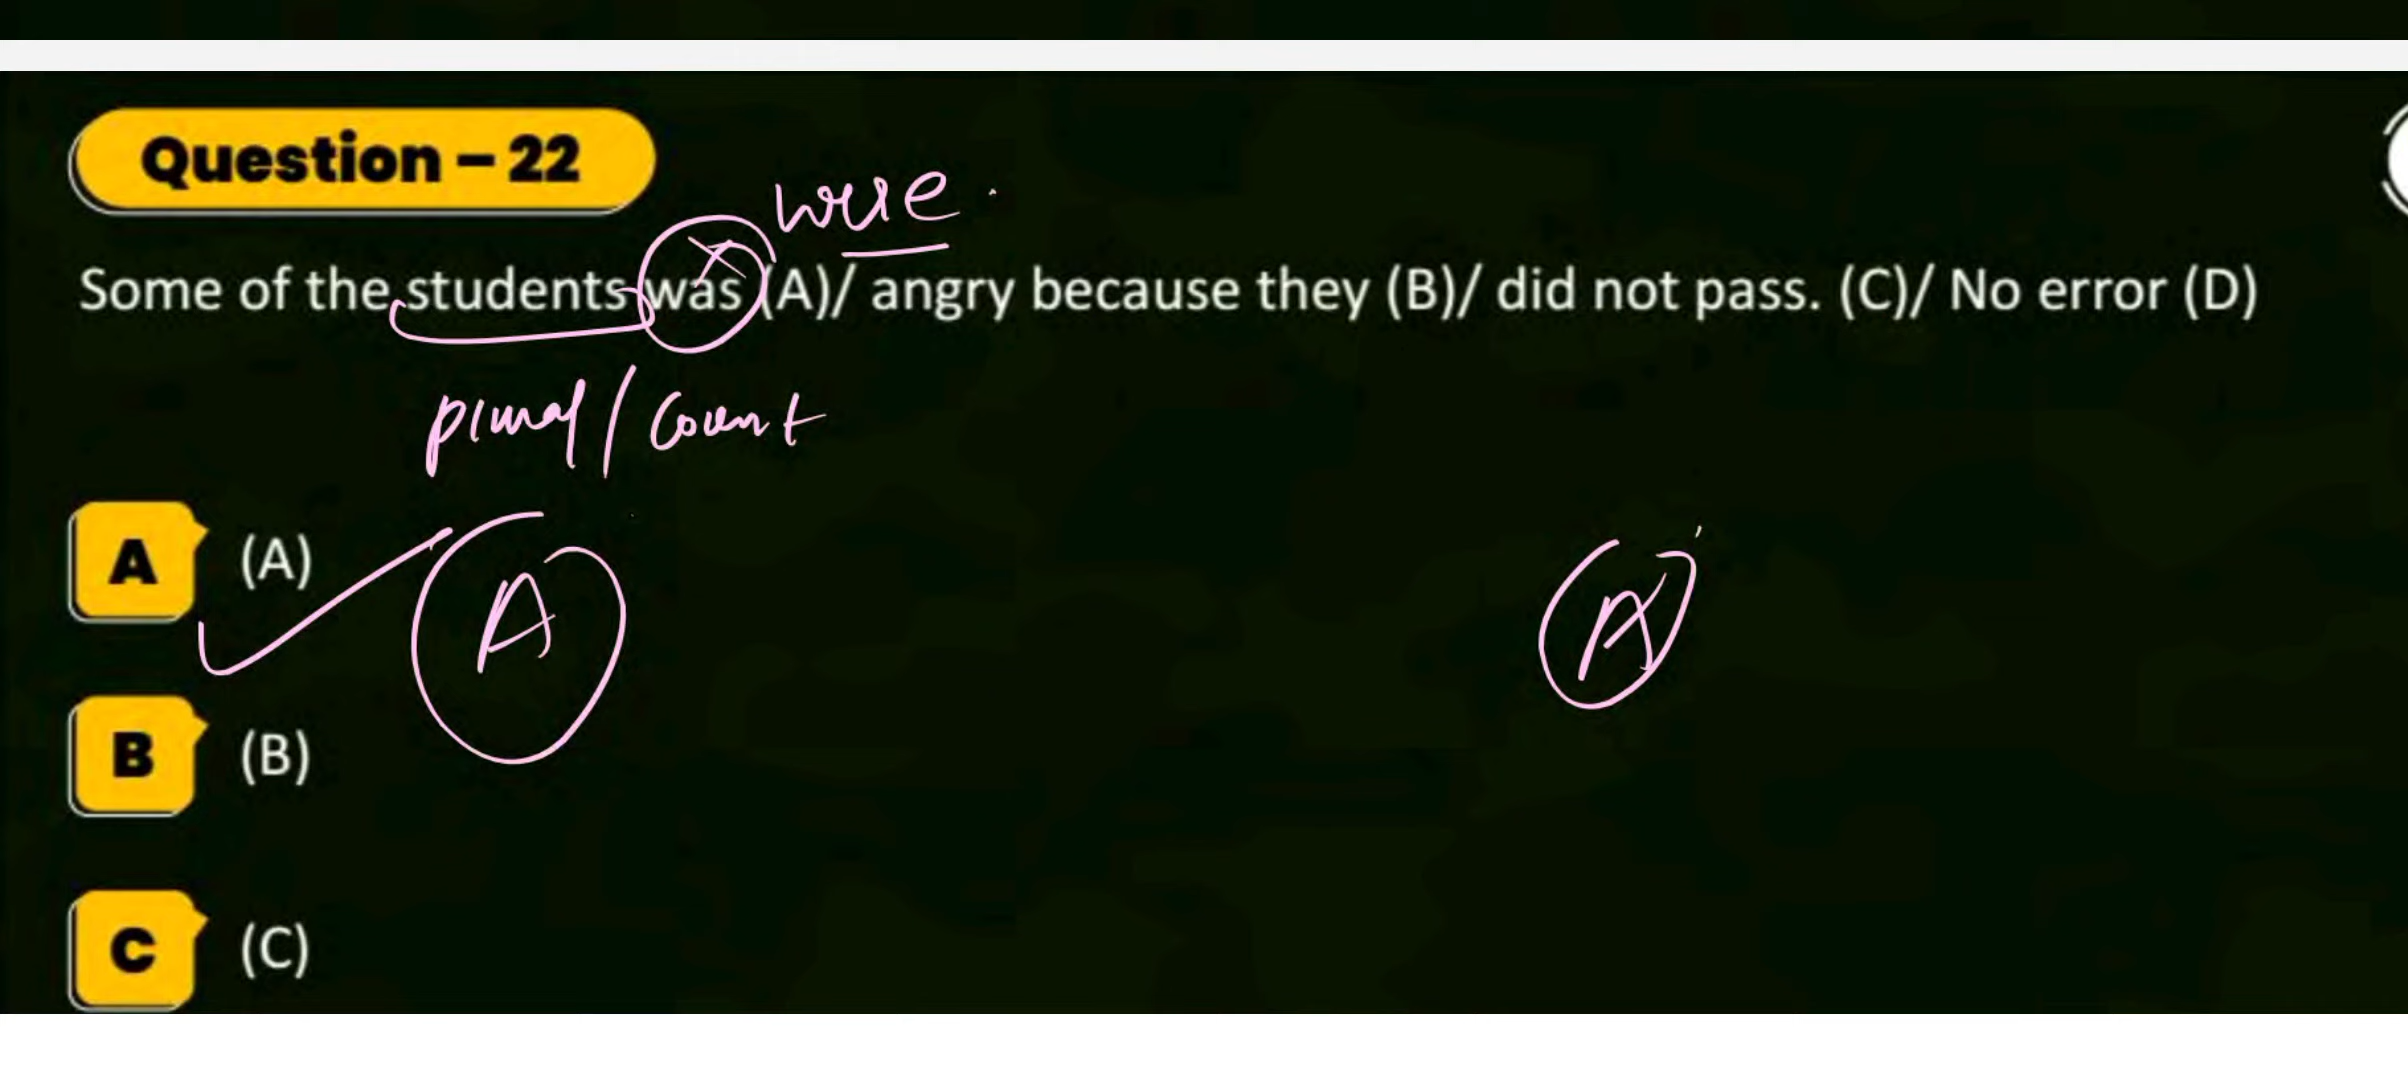 Question – 22
were
Some of the students was (A)/ angry because they (B)/ did not pass. (C)/ No error (D)
plural / Count
A (A)
A
A
B (B)
C (C)